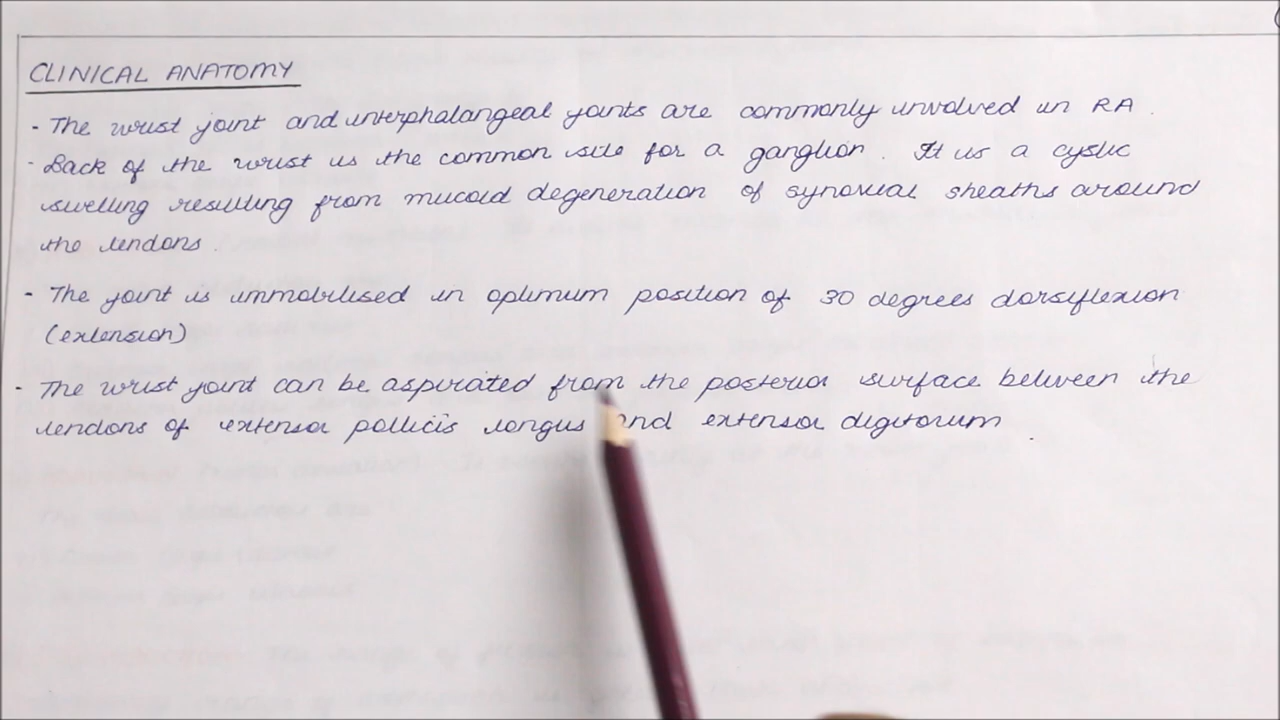 CLINICAL ANATOMY
- The wrist joint and interphalangeal joints are commonly involved in RA.
- Back of the wrist is the common site for a ganglion. It is a cystic
swelling resulting from mucoid degeneration of synovial sheaths around
the tendons.
- The joint is immobilised in optimum position of 30 degrees dorsiflexion
(extension)
- The wrist joint can be aspirated from the posterior surface between the
tendons of extensor pollicis longus and extensor digitorum.